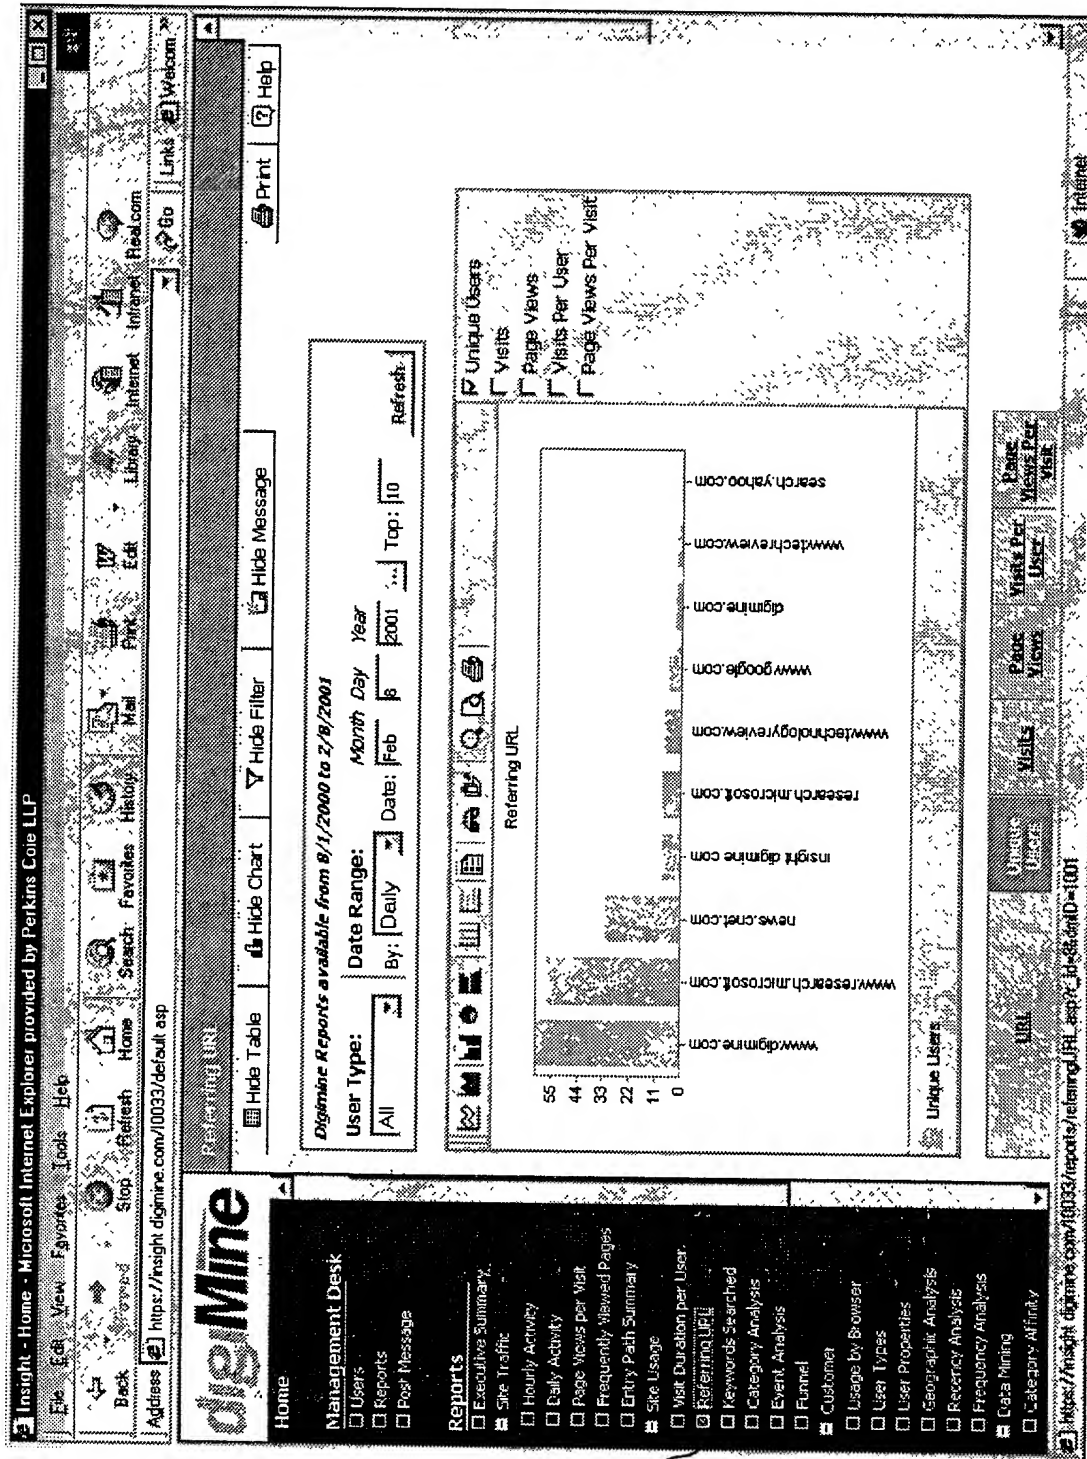 Insight - Home - Microsoft Internet Explorer provided by Perkins Coie LLP
File Edit View Favorites Tools Help
Back Forward Stop Refresh Home Search Favorites History Mail Print Edit Library Internet Intranet Real.com
Address https://insight.digimine.com/10033/default.asp Go Links Welcom »
digiMine
Home
Management Desk
Users
Reports
Post Message
Reports
Executive Summary
Site Traffic
Hourly Activity
Daily Activity
Page Views per Visit
Frequently Viewed Pages
Entry Path Summary
Site Usage
Visit Duration per User
Referring URL
Keywords Searched
Category Analysis
Event Analysis
Funnel
Customer
Usage by Browser
User Types
User Properties
Geographic Analysis
Recency Analysis
Frequency Analysis
Data Mining
Category Affinity
Referring URL
Hide Table Hide Chart Hide Filter Hide Message Print Help
Digimine Reports available from 8/1/2000 to 2/8/2001
User Type: Date Range: Month Day Year
All By: Daily Date: Feb 8 2001 ... Top: 10 Refresh
Referring URL
55
44
33
22
11
0
www.digimine.com
www.research.microsoft.com
news.cnet.com
insight.digimine.com
research.microsoft.com
www.technologyreview.com
www.google.com
digimine.com
www.techreview.com
search.yahoo.com
Unique Users
Unique Users
Visits
Page Views
Visits Per User
Page Views Per Visit
URL Unique Users Visits Page Views Visits Per User Page Views Per Visit
Internet